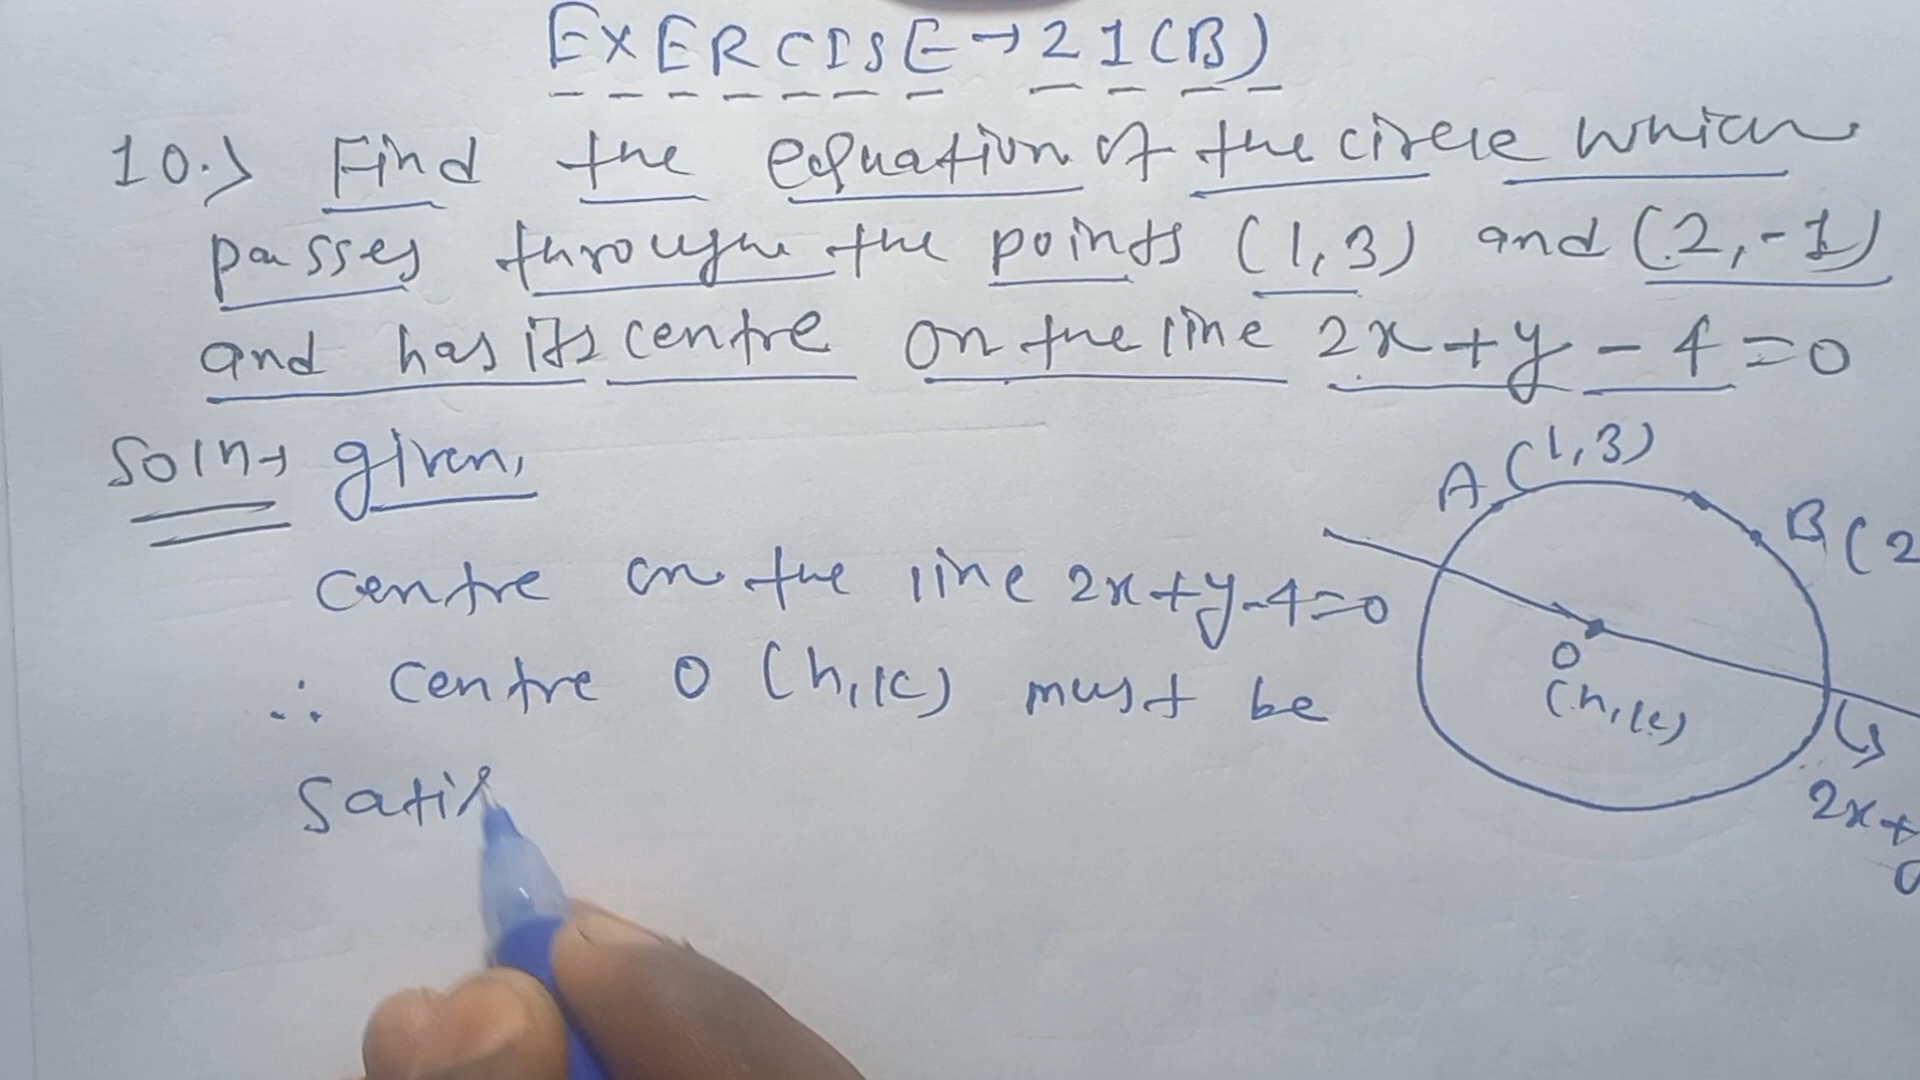 EXERCISE → 21(B)
10.) Find the equation of the circle which
passes through the points (1,3) and (2,-1)
and has its centre on the line 2x+y-4=0
Soln→ given,
centre on the line 2x+y-4=0
∴ centre O (h,k) must be
Satis
A (1,3)
B (2
O
(h,k)
2x+y